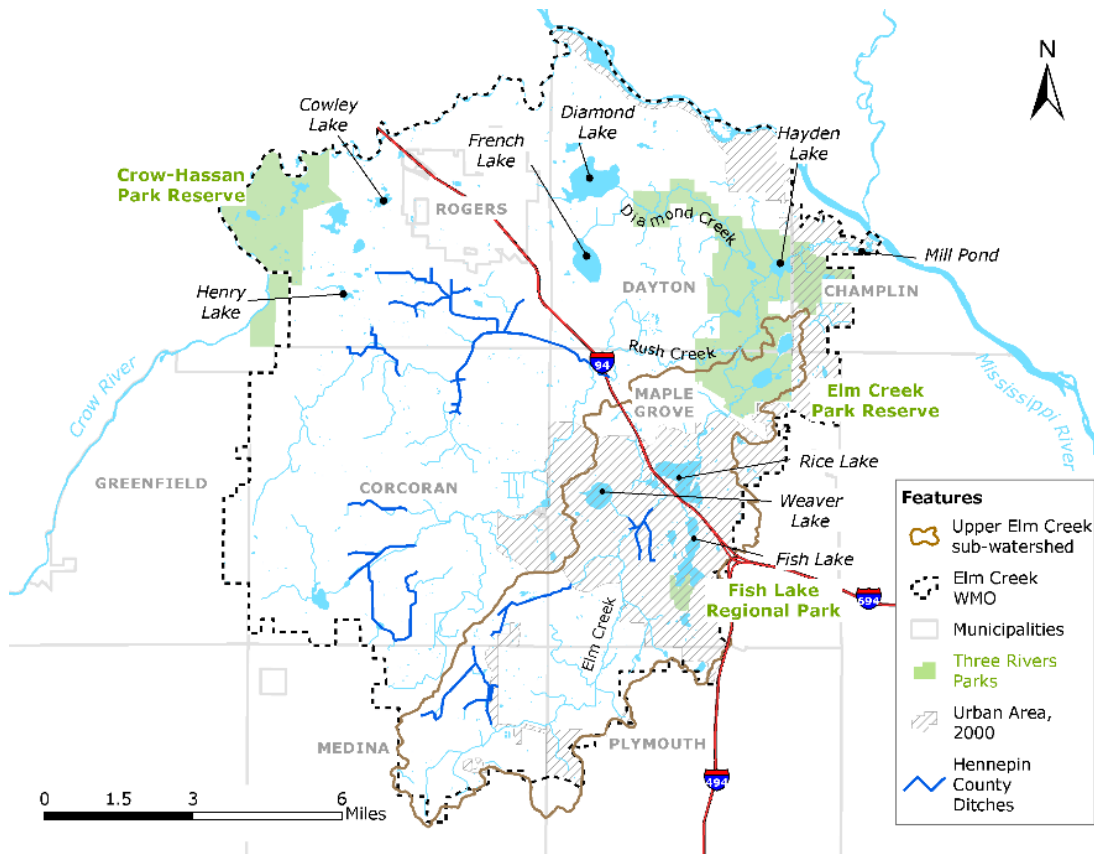 N
Cowley
Lake
Diamond
Lake
French
Lake
Hayden
Lake
Crow-Hassan
Park Reserve
ROGERS
Diamond Creek
Mill Pond
DAYTON
CHAMPLIN
Henry
Lake
Rush Creek
94
Crow River
Mississippi River
MAPLE
GROVE
Elm Creek
Park Reserve
Rice Lake
GREENFIELD
CORCORAN
Weaver
Lake
Fish Lake
Fish Lake
Regional Park
694
Elm Creek
MEDINA
PLYMOUTH
494
0 1.5 3 6
Miles
Features
Upper Elm Creek
sub-watershed
Elm Creek
WMO
Municipalities
Three Rivers
Parks
Urban Area,
2000
Hennepin
County
Ditches